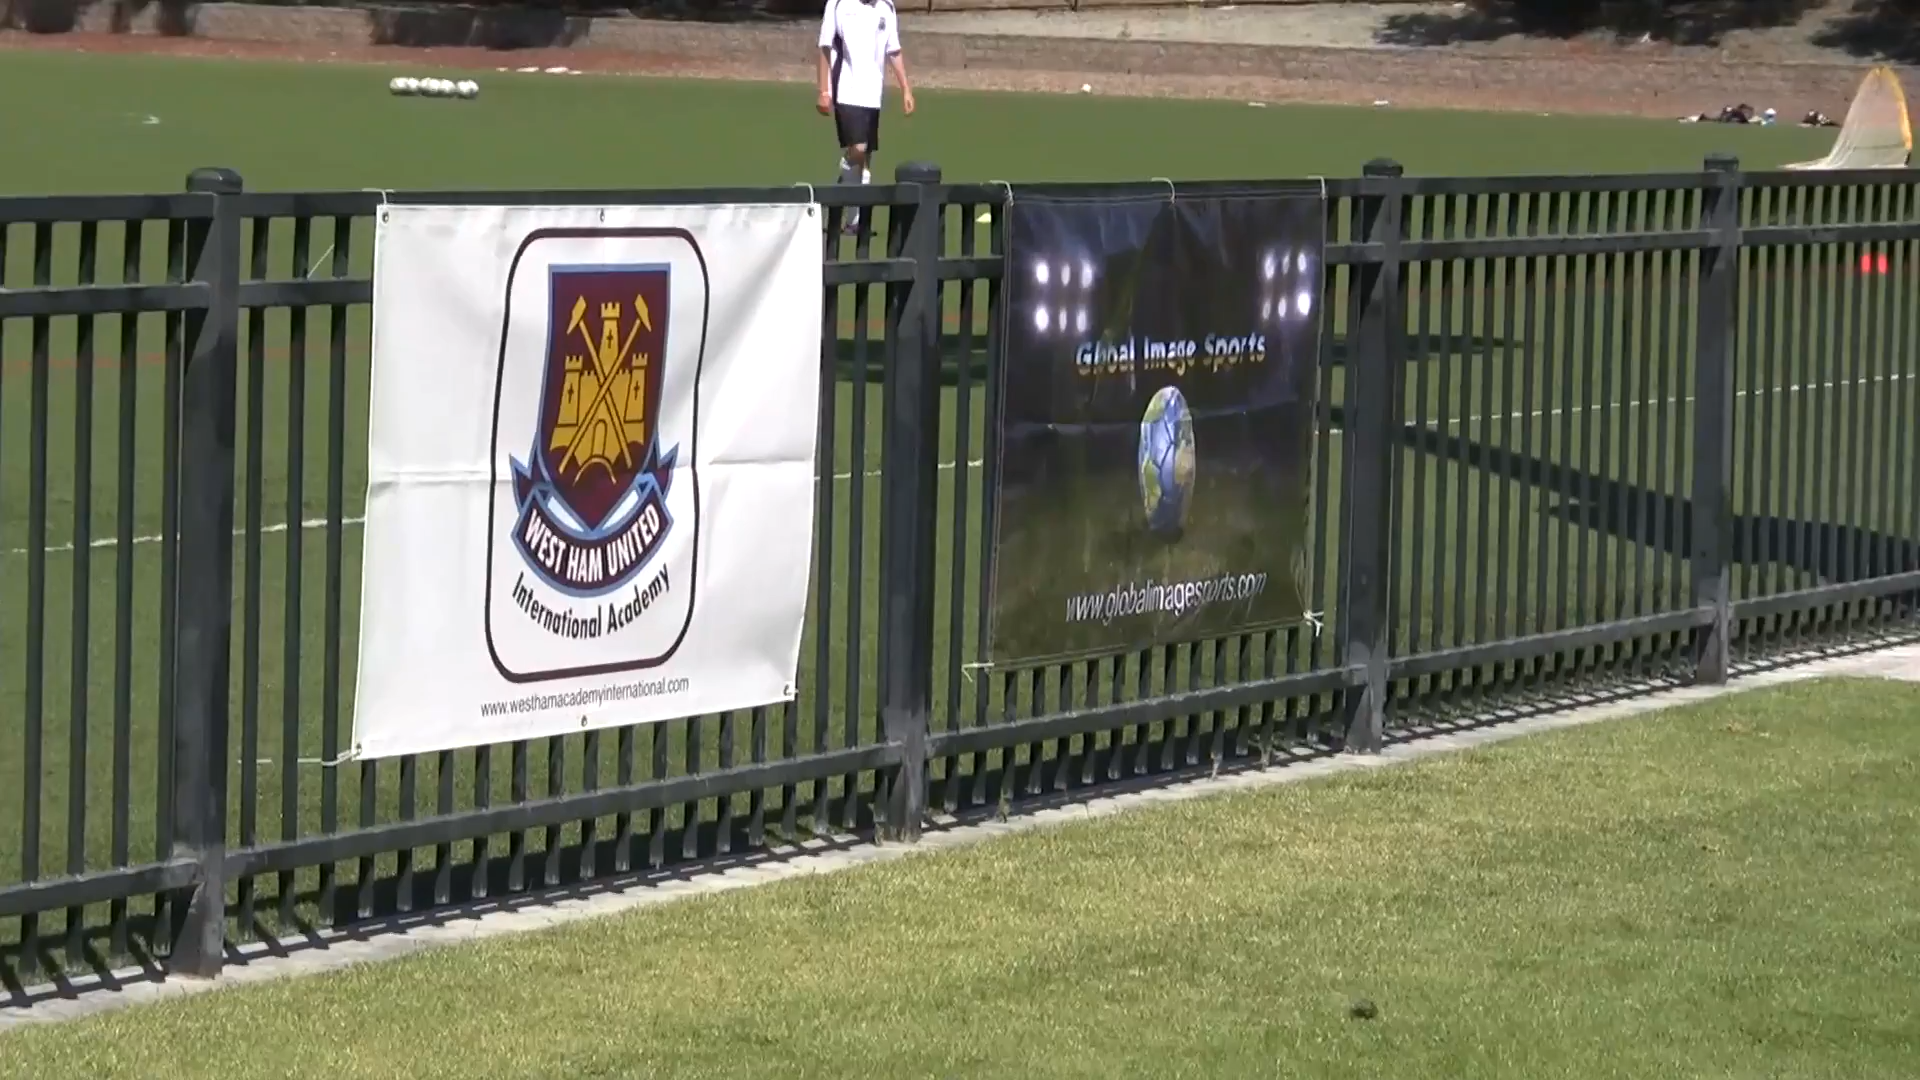 WEST HAM UNITED
International Academy
www.westhamacademyinternational.com
Global Image Sports
www.globalimagesports.com